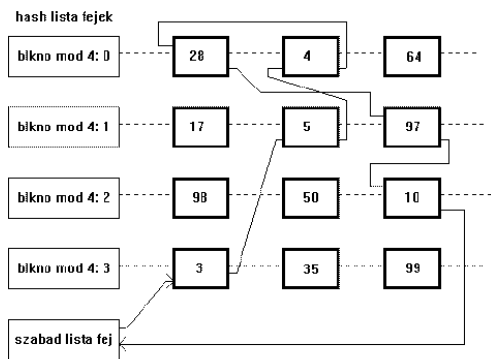 hash lista fejek
blkno mod 4: 0 28 4 64
blkno mod 4: 1 17 5 97
blkno mod 4: 2 98 50 10
blkno mod 4: 3 3 35 99
szabad lista fej